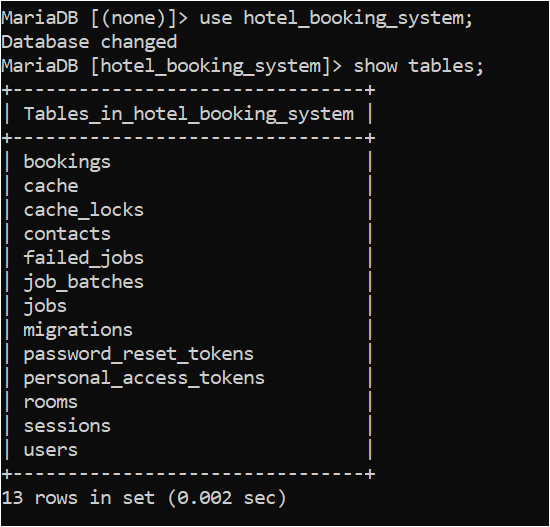 MariaDB [(none)]> use hotel_booking_system;
Database changed
MariaDB [hotel_booking_system]> show tables;
+--------------------------------+
| Tables_in_hotel_booking_system |
+--------------------------------+
| bookings                       |
| cache                          |
| cache_locks                    |
| contacts                       |
| failed_jobs                    |
| job_batches                    |
| jobs                           |
| migrations                     |
| password_reset_tokens          |
| personal_access_tokens         |
| rooms                          |
| sessions                       |
| users                          |
+--------------------------------+
13 rows in set (0.002 sec)